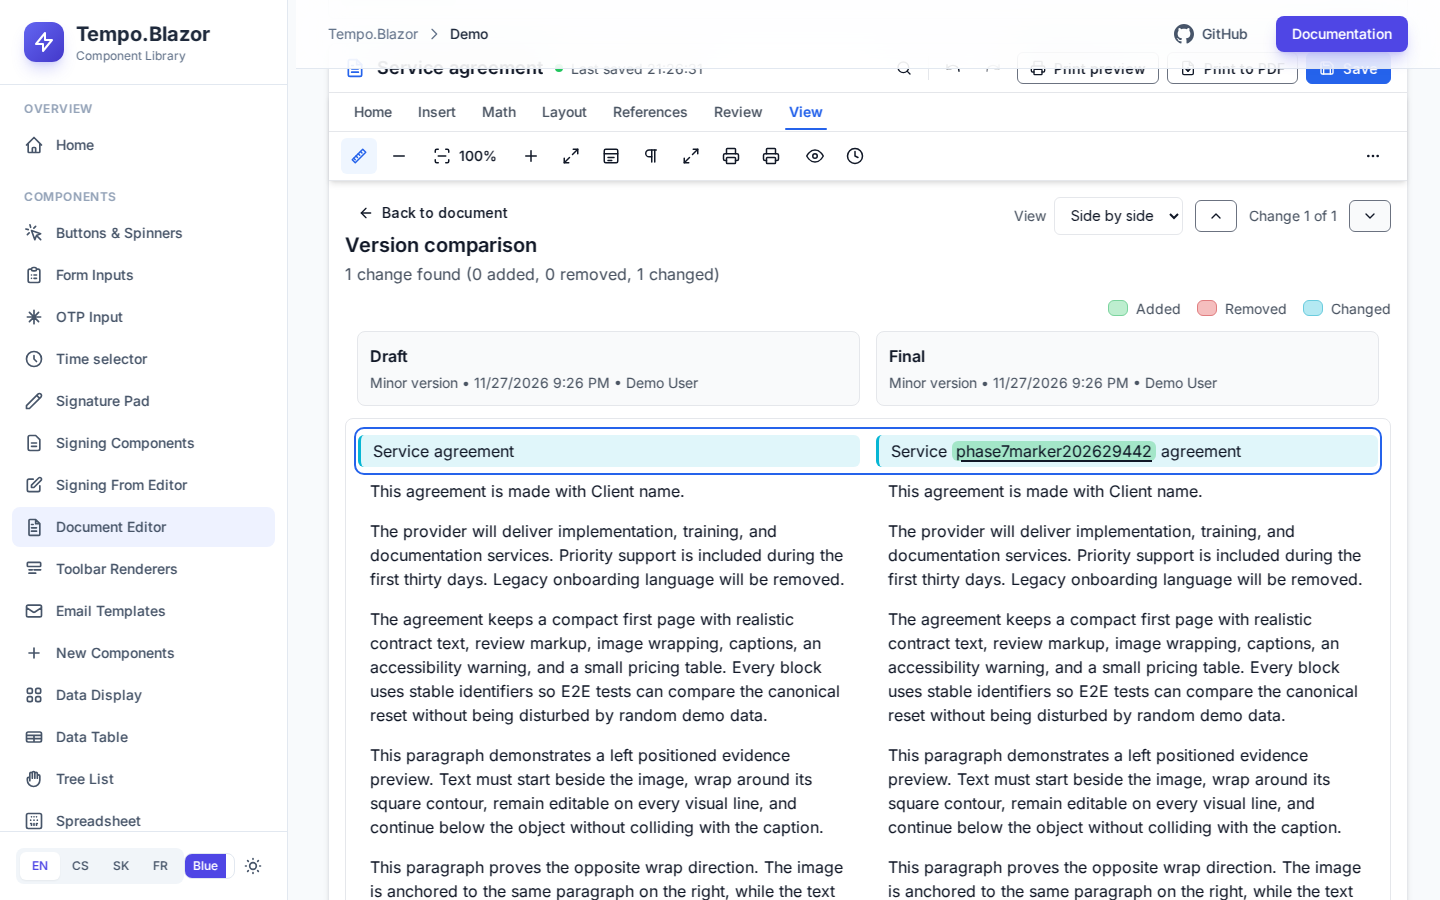 Tempo.Blazor
Component Library
OVERVIEW
Home
COMPONENTS
Buttons & Spinners
Form Inputs
OTP Input
Time selector
Signature Pad
Signing Components
Signing From Editor
Document Editor
Toolbar Renderers
Email Templates
New Components
Data Display
Data Table
Tree List
Spreadsheet
EN CS SK FR Blue
Tempo.Blazor Demo
GitHub
Documentation
Service agreement Last saved 21:26:31 Print preview Print to PDF Save
Home Insert Math Layout References Review View
100%
Back to document
View Side by side Change 1 of 1
Version comparison
1 change found (0 added, 0 removed, 1 changed)
Added Removed Changed
Draft
Minor version • 11/27/2026 9:26 PM • Demo User
Final
Minor version • 11/27/2026 9:26 PM • Demo User
Service agreement
This agreement is made with Client name.
The provider will deliver implementation, training, and
documentation services. Priority support is included during the
first thirty days. Legacy onboarding language will be removed.
The agreement keeps a compact first page with realistic
contract text, review markup, image wrapping, captions, an
accessibility warning, and a small pricing table. Every block
uses stable identifiers so E2E tests can compare the canonical
reset without being disturbed by random demo data.
This paragraph demonstrates a left positioned evidence
preview. Text must start beside the image, wrap around its
square contour, remain editable on every visual line, and
continue below the object without colliding with the caption.
This paragraph proves the opposite wrap direction. The image
is anchored to the same paragraph on the right, while the text
Service phase7marker202629442 agreement
This agreement is made with Client name.
The provider will deliver implementation, training, and
documentation services. Priority support is included during the
first thirty days. Legacy onboarding language will be removed.
The agreement keeps a compact first page with realistic
contract text, review markup, image wrapping, captions, an
accessibility warning, and a small pricing table. Every block
uses stable identifiers so E2E tests can compare the canonical
reset without being disturbed by random demo data.
This paragraph demonstrates a left positioned evidence
preview. Text must start beside the image, wrap around its
square contour, remain editable on every visual line, and
continue below the object without colliding with the caption.
This paragraph proves the opposite wrap direction. The image
is anchored to the same paragraph on the right, while the text